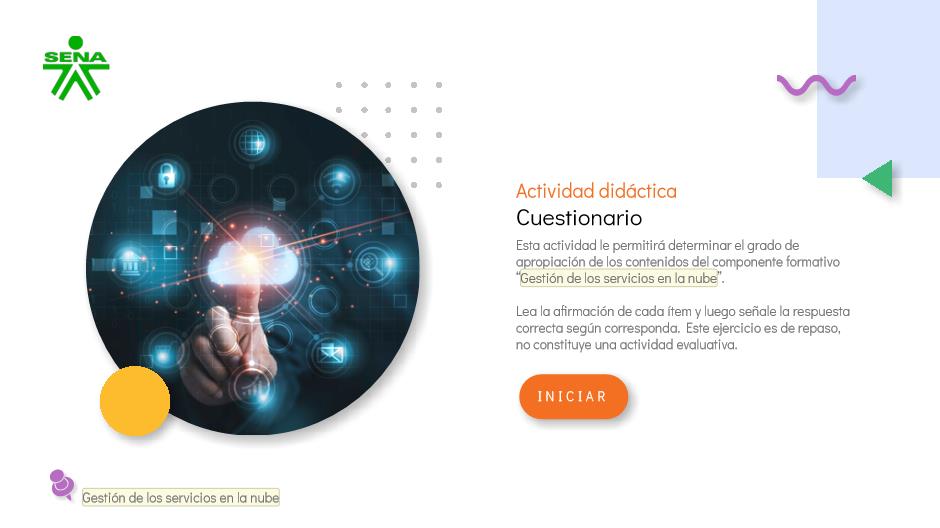 SENA
Actividad didáctica
Cuestionario
Esta actividad le permitirá determinar el grado de
apropiación de los contenidos del componente formativo
“Gestión de los servicios en la nube”.
Lea la afirmación de cada ítem y luego señale la respuesta
correcta según corresponda. Este ejercicio es de repaso,
no constituye una actividad evaluativa.
INICIAR
Gestión de los servicios en la nube